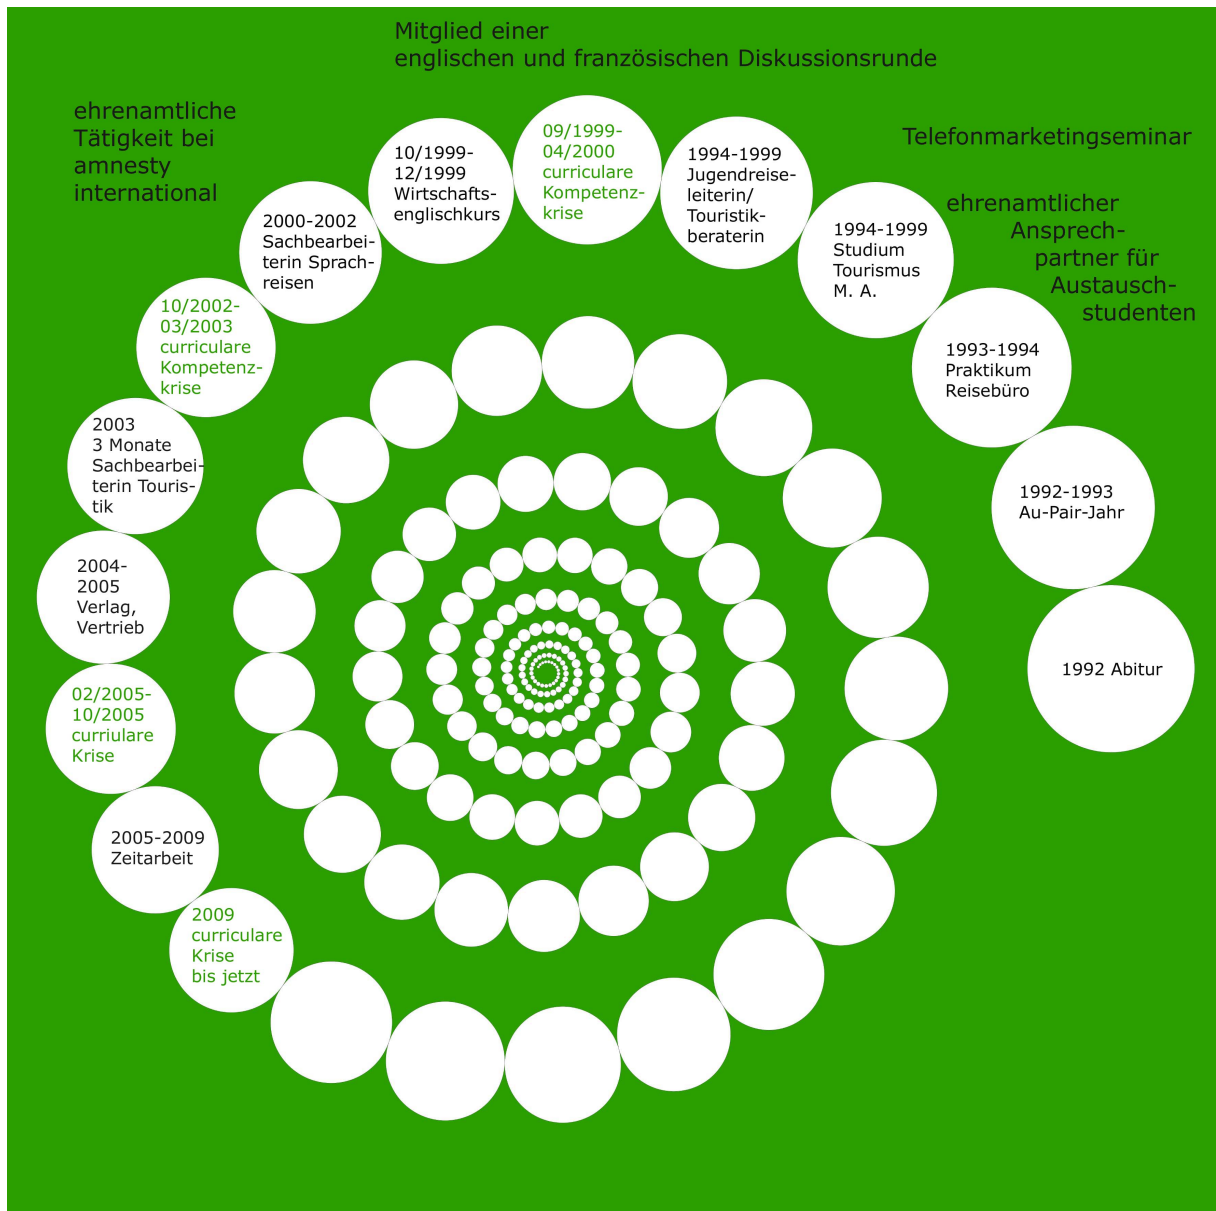 Mitglied einer
englischen und französischen Diskussionsrunde
ehrenamtliche
Tätigkeit bei
amnesty
international
Telefonmarketingseminar
ehrenamtlicher
Ansprech-
partner für
Austausch-
studenten
09/1999-
04/2000
curriculare
Kompetenz-
krise
10/1999-
12/1999
Wirtschafts-
englischkurs
1994-1999
Jugendreise-
leiterin/
Touristik-
beraterin
2000-2002
Sachbearbei-
terin Sprach-
reisen
1994-1999
Studium
Tourismus
M. A.
10/2002-
03/2003
curriculare
Kompetenz-
krise
1993-1994
Praktikum
Reisebüro
2003
3 Monate
Sachbearbei-
terin Touris-
tik
1992-1993
Au-Pair-Jahr
2004-
2005
Verlag,
Vertrieb
1992 Abitur
02/2005-
10/2005
curriulare
Krise
2005-2009
Zeitarbeit
2009
curriculare
Krise
bis jetzt